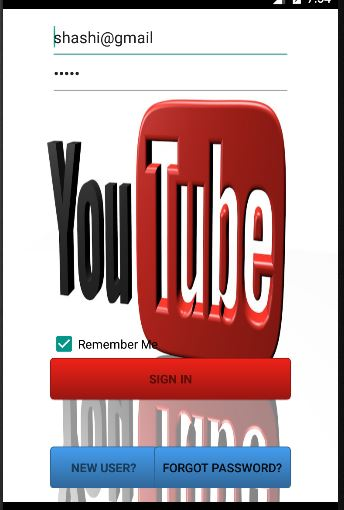 shashi@gmail
•••••
YouTube
Remember Me
SIGN IN
NEW USER? FORGOT PASSWORD?